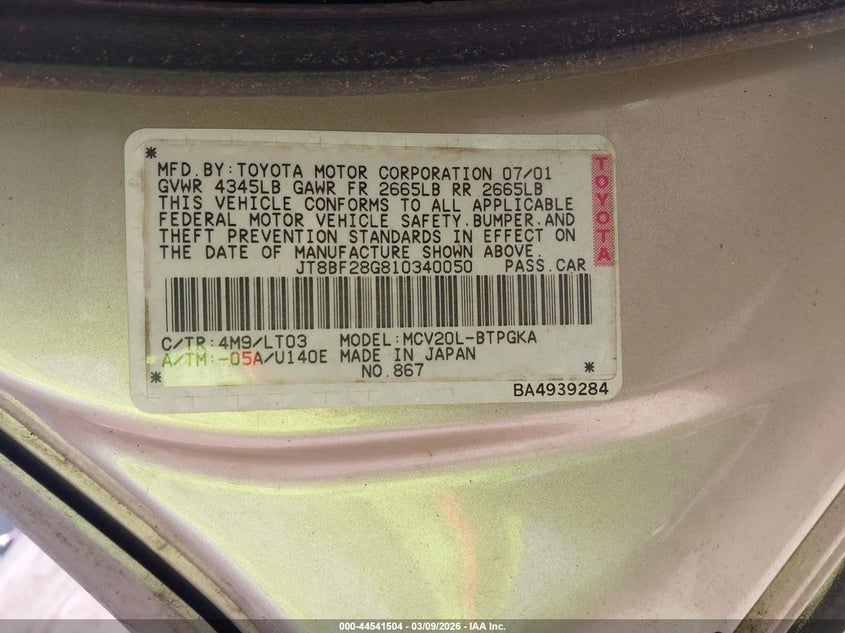 MFD.BY:TOYOTA MOTOR CORPORATION 07/01
GVWR 4345LB GAWR FR 2665LB RR 2665LB
THIS VEHICLE CONFORMS TO ALL APPLICABLE
FEDERAL MOTOR VEHICLE SAFETY,BUMPER,AND
THEFT PREVENTION STANDARDS IN EFFECT ON
THE DATE OF MANUFACTURE SHOWN ABOVE.
JT8BF28G810340050 PASS.CAR
TOYOTA
C/TR:4M9/LT03 MODEL:MCV20L-BTPGKA
A/TM:-05A/U140E MADE IN JAPAN
NO.867
BA4939284
000-44541504 — 03/09/2026 — IAA Inc.